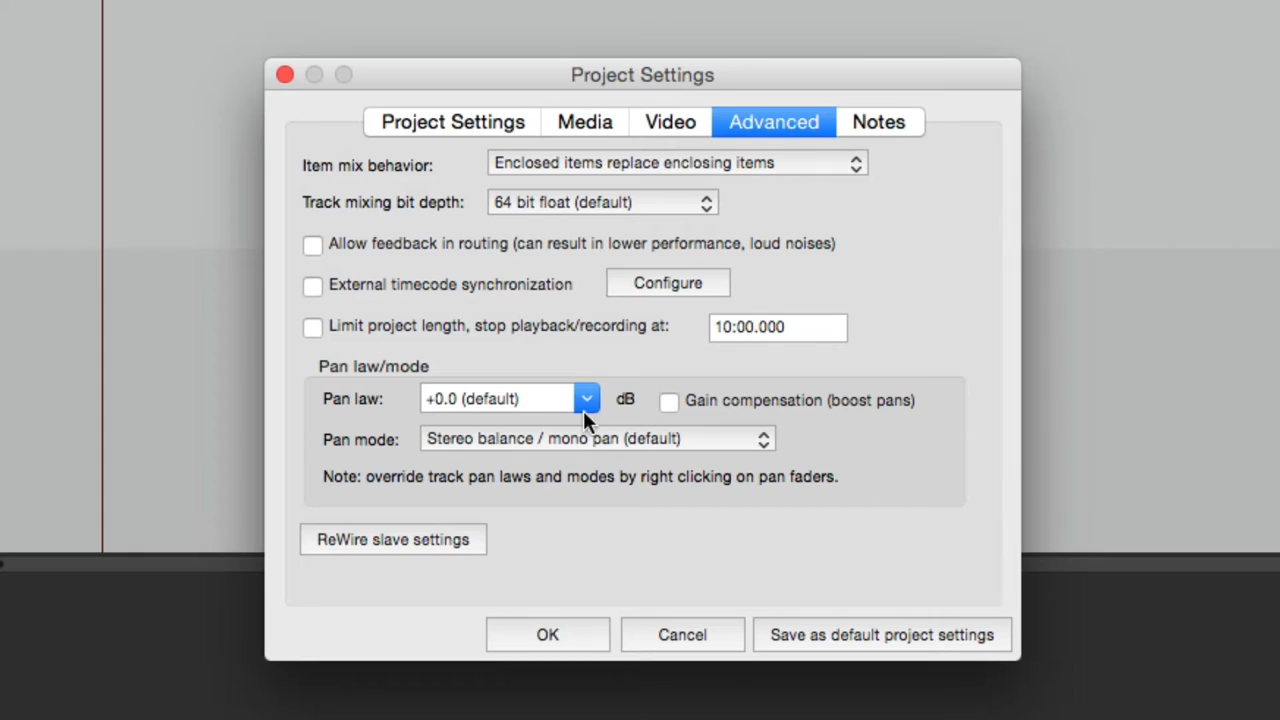 Project Settings
Project Settings Media Video Advanced Notes
Item mix behavior: Enclosed items replace enclosing items
Track mixing bit depth: 64 bit float (default)
Allow feedback in routing (can result in lower performance, loud noises)
External timecode synchronization Configure
Limit project length, stop playback/recording at: 10:00.000
Pan law/mode
Pan law: +0.0 (default) dB Gain compensation (boost pans)
Pan mode: Stereo balance / mono pan (default)
Note: override track pan laws and modes by right clicking on pan faders.
ReWire slave settings
OK Cancel Save as default project settings